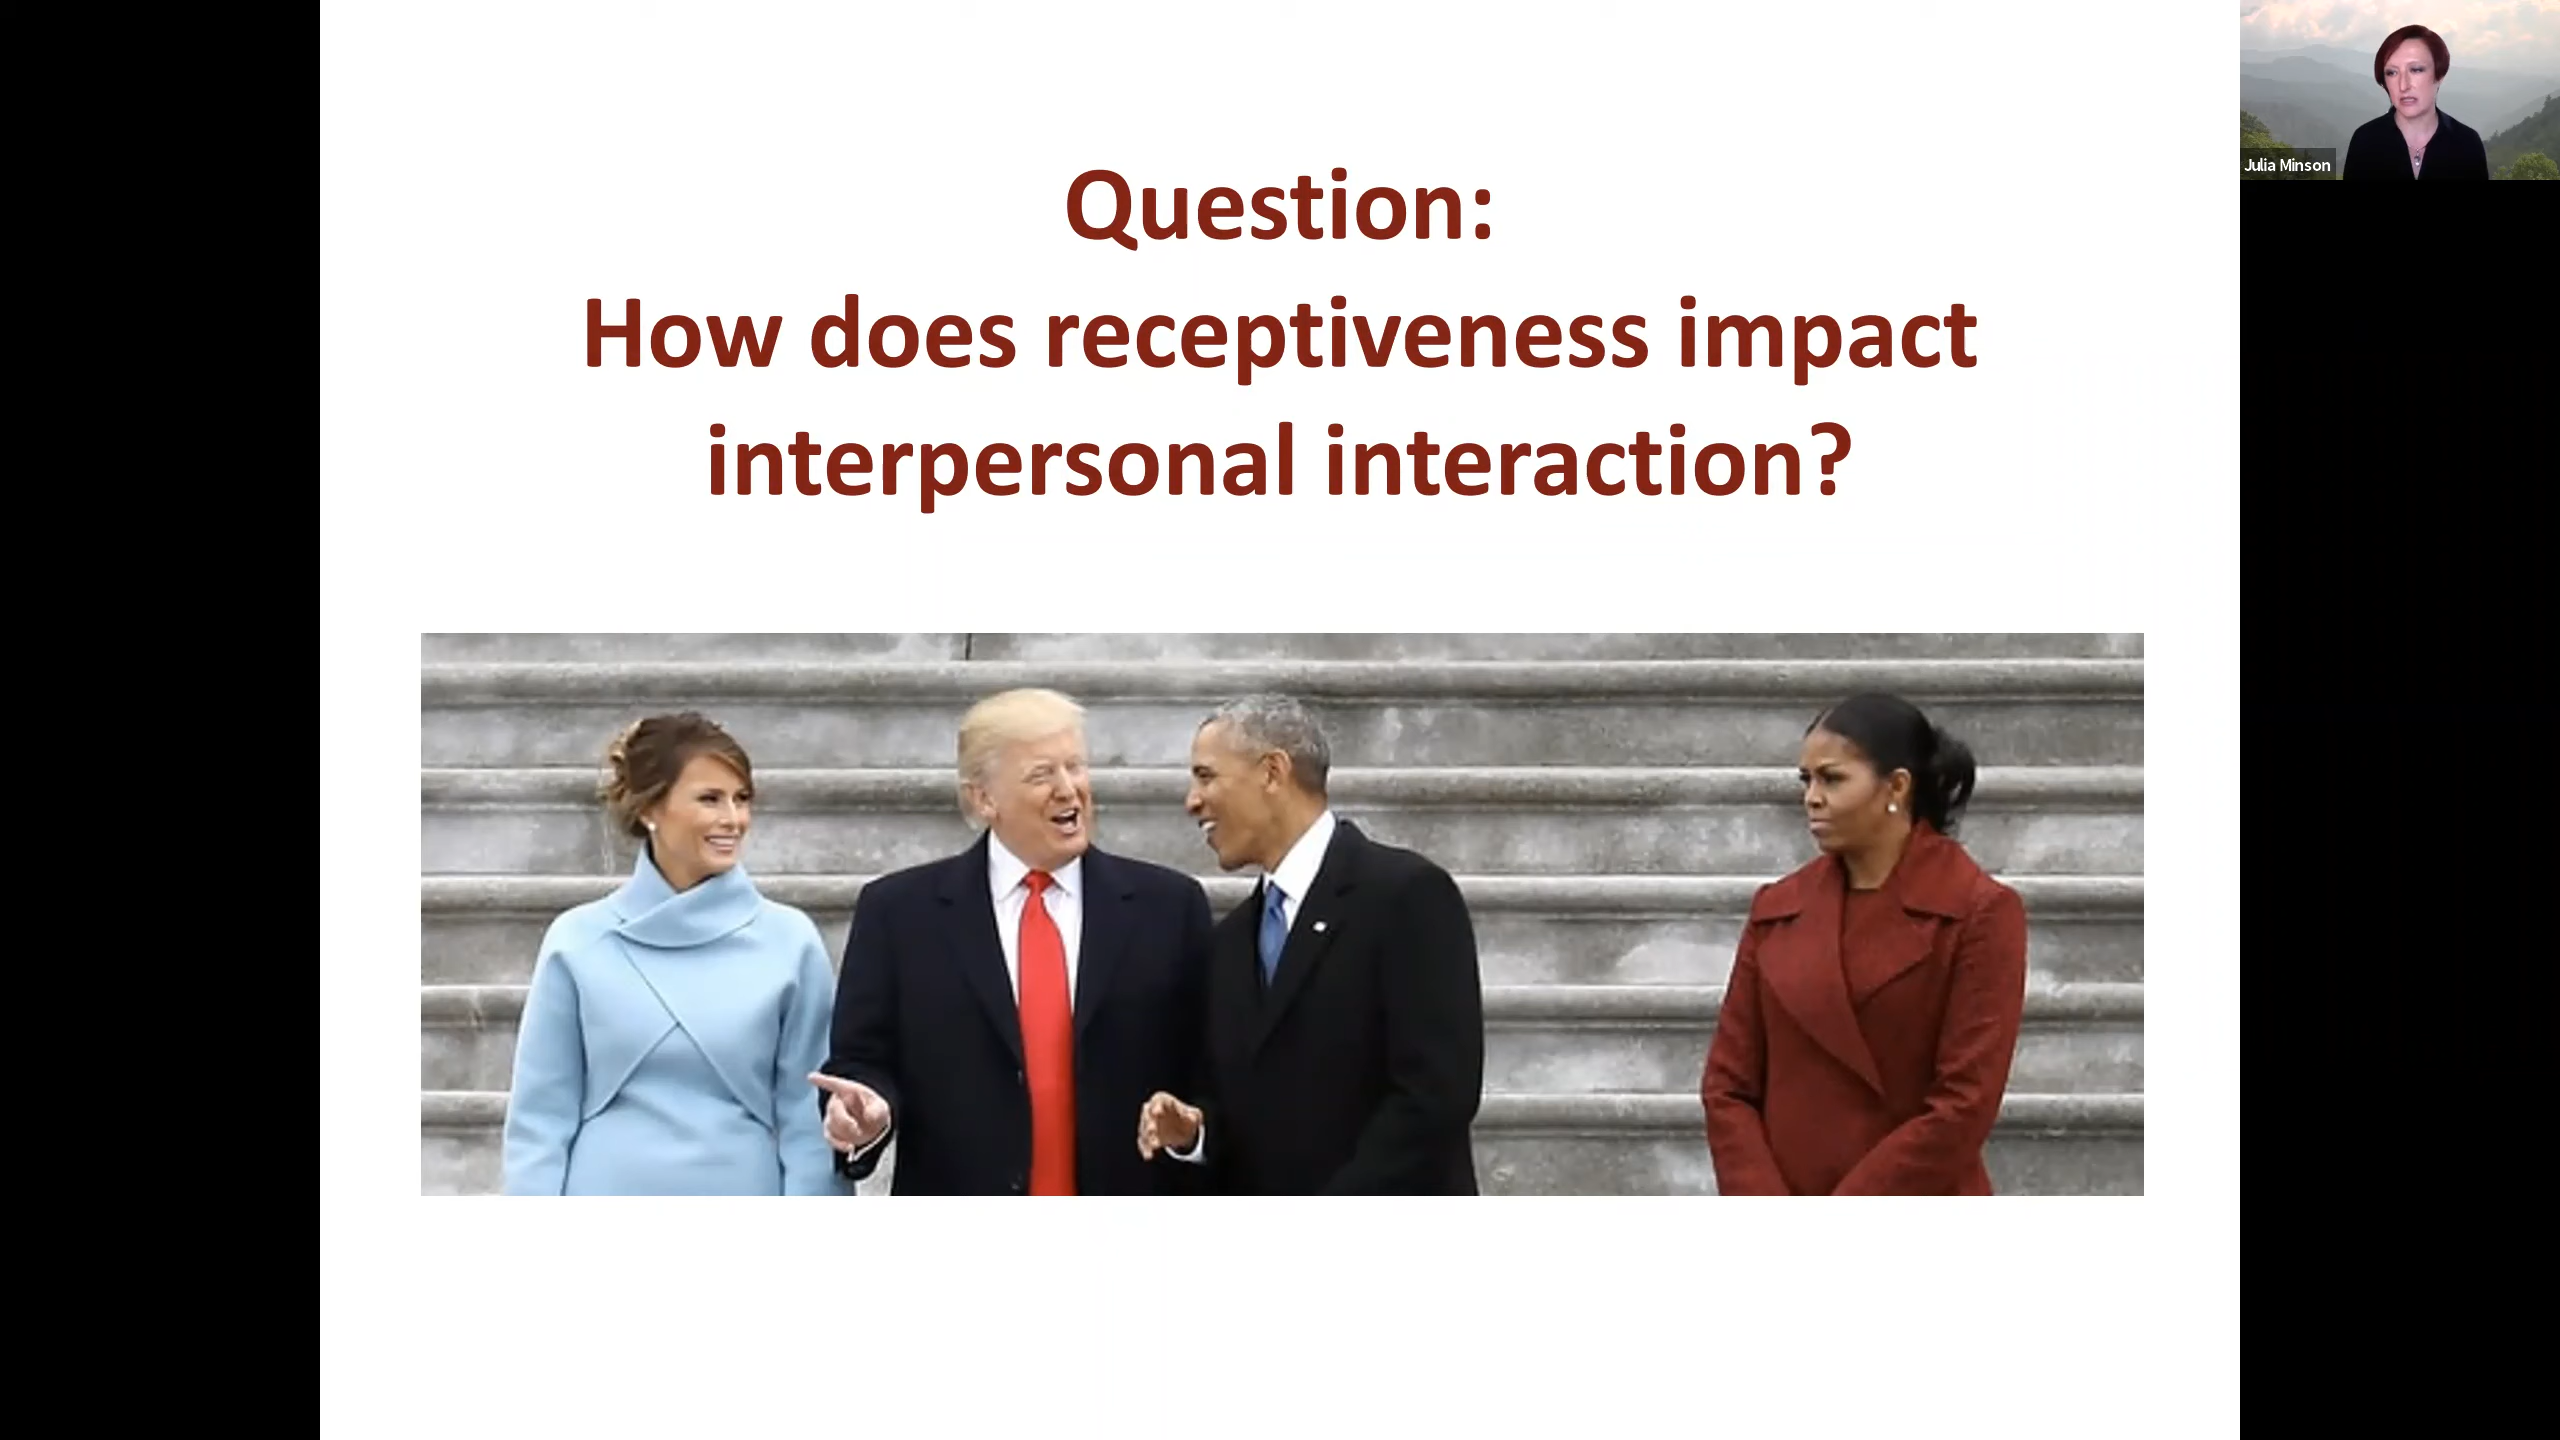 Question:
How does receptiveness impact
interpersonal interaction?
Julia Minson